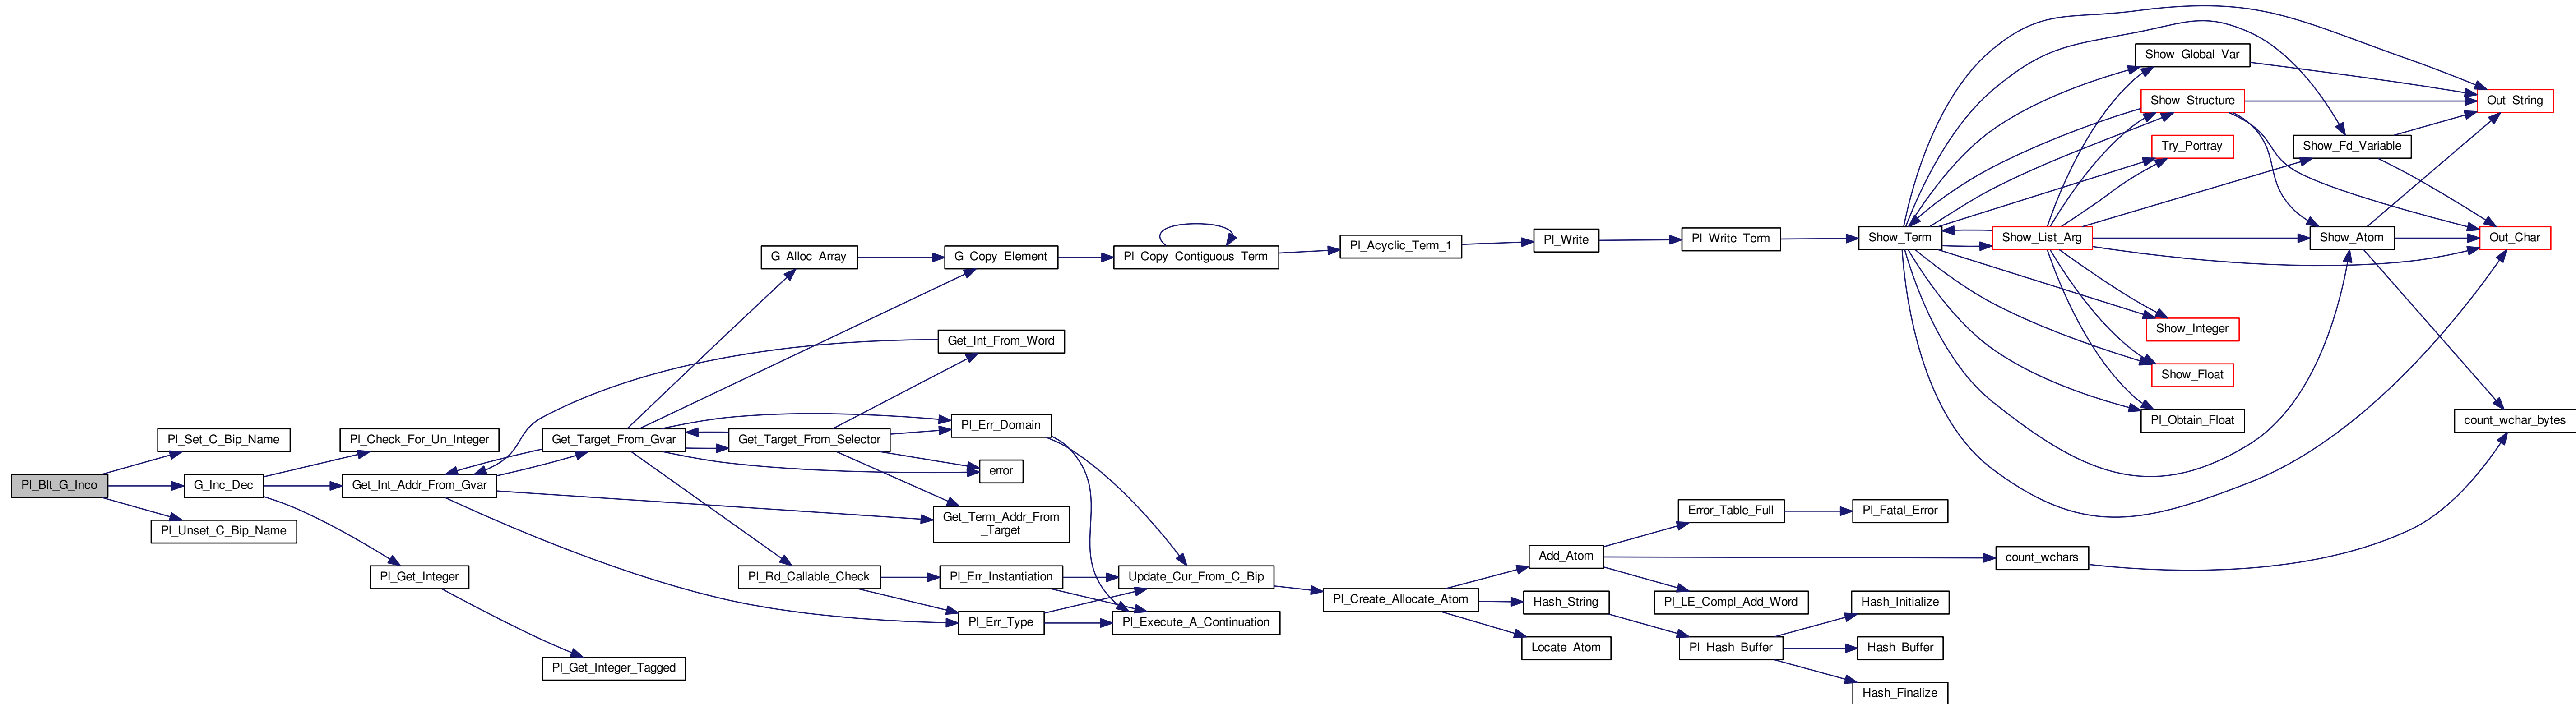 Pl_Blt_G_Inco
Pl_Set_C_Bip_Name
G_Inc_Dec
Pl_Unset_C_Bip_Name
Pl_Check_For_Un_Integer
Get_Int_Addr_From_Gvar
Pl_Get_Integer
Get_Target_From_Gvar
Pl_Get_Integer_Tagged
G_Alloc_Array
Get_Target_From_Selector
Pl_Rd_Callable_Check
G_Copy_Element
Get_Int_From_Word
Pl_Err_Domain
error
Get_Term_Addr_From
_Target
Pl_Err_Instantiation
Pl_Err_Type
Pl_Copy_Contiguous_Term
Update_Cur_From_C_Bip
Pl_Execute_A_Continuation
Pl_Acyclic_Term_1
Pl_Create_Allocate_Atom
Pl_Write
Add_Atom
Hash_String
Locate_Atom
Pl_Write_Term
Error_Table_Full
Pl_LE_Compl_Add_Word
Pl_Hash_Buffer
Show_Term
Pl_Fatal_Error
Hash_Initialize
Hash_Buffer
Hash_Finalize
Show_List_Arg
count_wchars
Show_Global_Var
Show_Structure
Try_Portray
Show_Integer
Show_Float
Pl_Obtain_Float
Show_Fd_Variable
Show_Atom
Out_String
Out_Char
count_wchar_bytes